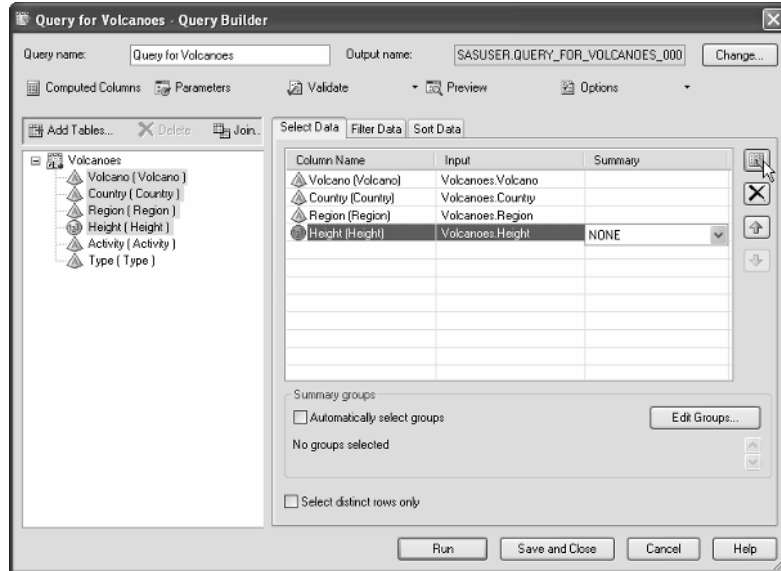 Query for Volcanoes - Query Builder
Query name: Query for Volcanoes Output name: SASUSER.QUERY_FOR_VOLCANOES_000 Change...
Computed Columns Parameters Validate Preview Options
Add Tables... Delete Join..
Select Data Filter Data Sort Data
Volcanoes
Volcano ( Volcano )
Country ( Country )
Region ( Region )
Height ( Height )
Activity ( Activity )
Type ( Type )
Column Name Input Summary
Volcano (Volcano) Volcanoes.Volcano
Country (Country) Volcanoes.Country
Region (Region) Volcanoes.Region
Height (Height) Volcanoes.Height NONE
Summary groups
Automatically select groups Edit Groups...
No groups selected
Select distinct rows only
Run Save and Close Cancel Help